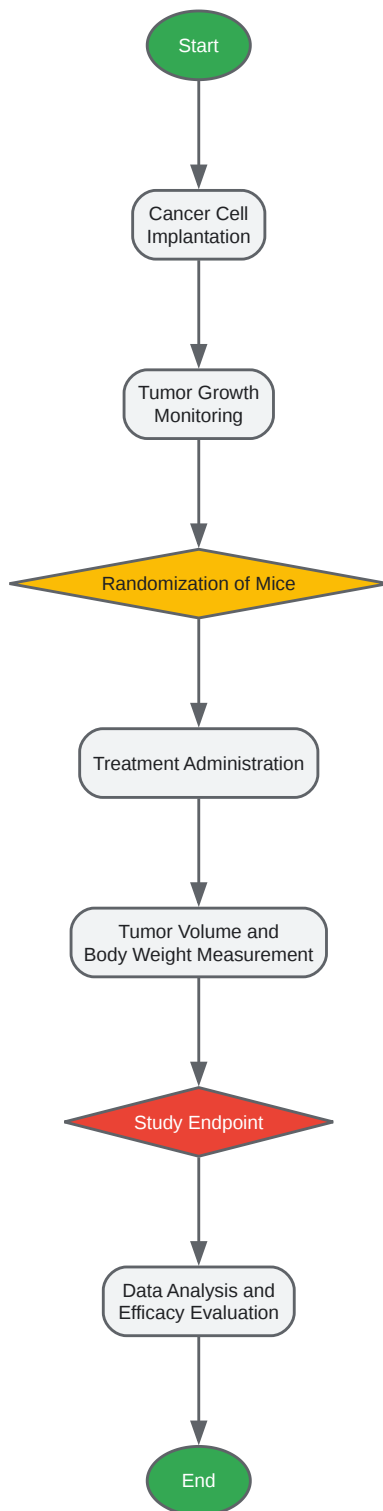 Start
Cancer Cell
Implantation
Tumor Growth
Monitoring
Randomization of Mice
Treatment Administration
Tumor Volume and
Body Weight Measurement
Study Endpoint
Data Analysis and
Efficacy Evaluation
End